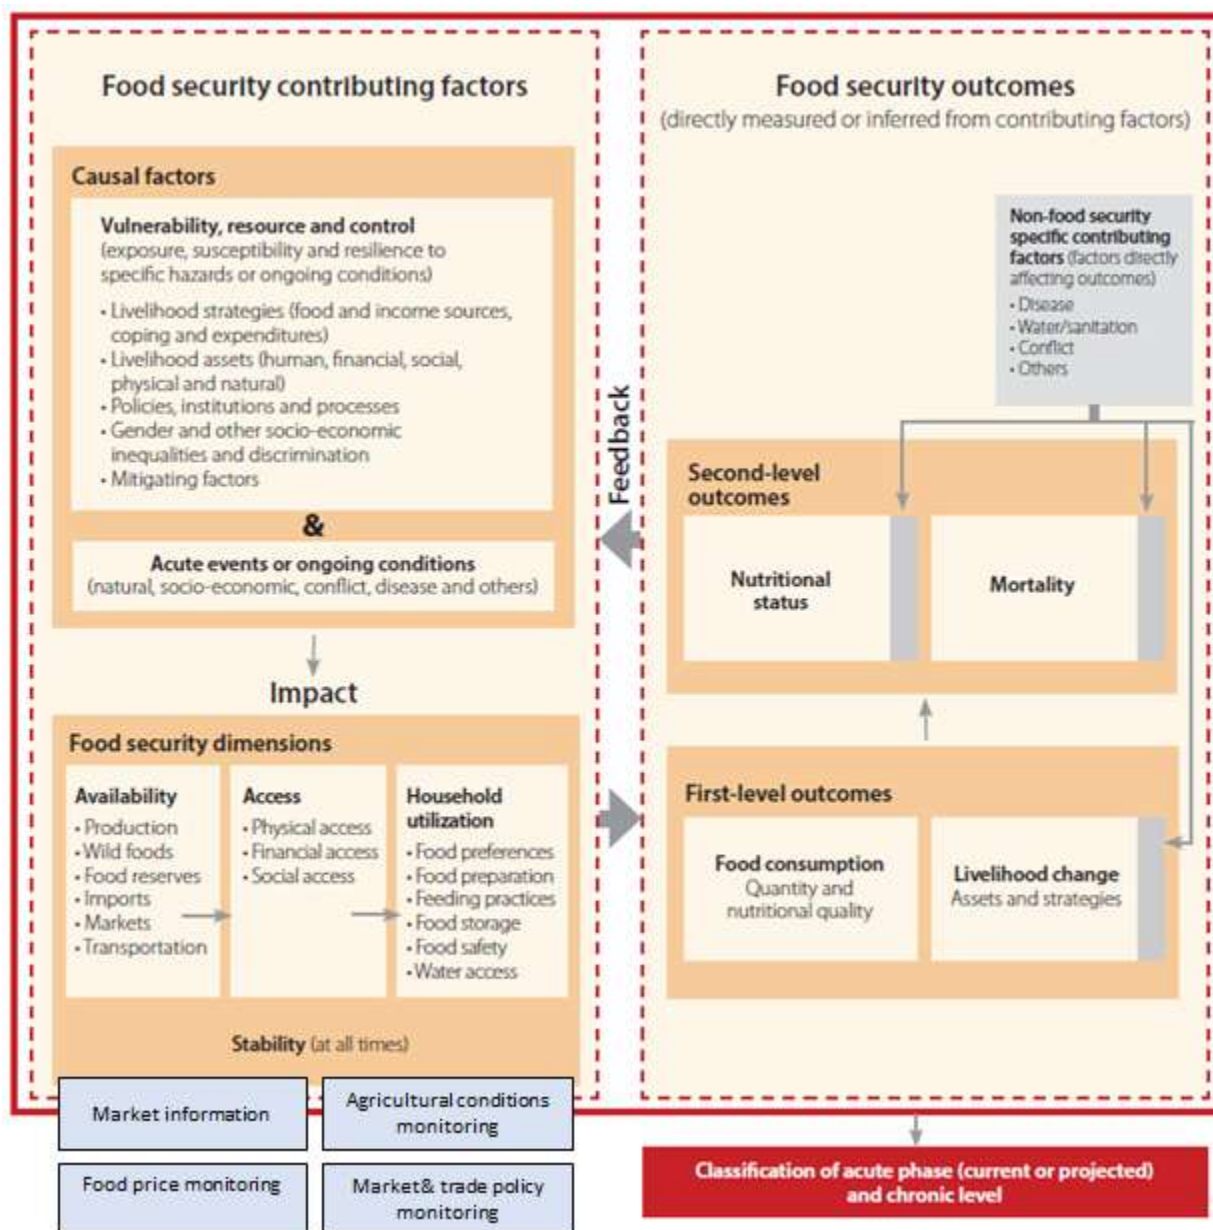 Food security contributing factors
Causal factors
Vulnerability, resource and control
(exposure, susceptibility and resilience to
specific hazards or ongoing conditions)
• Livelihood strategies (food and income sources,
coping and expenditures)
• Livelihood assets (human, financial, social,
physical and natural)
• Policies, institutions and processes
• Gender and other socio-economic
inequalities and discrimination
• Mitigating factors
&
Acute events or ongoing conditions
(natural, socio-economic, conflict, disease and others)
Impact
Food security dimensions
Availability
• Production
• Wild foods
• Food reserves
• Imports
• Markets
• Transportation
Access
• Physical access
• Financial access
• Social access
Household
utilization
• Food preferences
• Food preparation
• Feeding practices
• Food storage
• Food safety
• Water access
Stability (at all times)
Market information
Agricultural conditions
monitoring
Food price monitoring
Market& trade policy
monitoring
Feedback
Food security outcomes
(directly measured or inferred from contributing factors)
Non-food security
specific contributing
factors (factors directly
affecting outcomes)
• Disease
• Water/sanitation
• Conflict
• Others
Second-level
outcomes
Nutritional
status
Mortality
First-level outcomes
Food consumption
Quantity and
nutritional quality
Livelihood change
Assets and strategies
Classification of acute phase (current or projected)
and chronic level